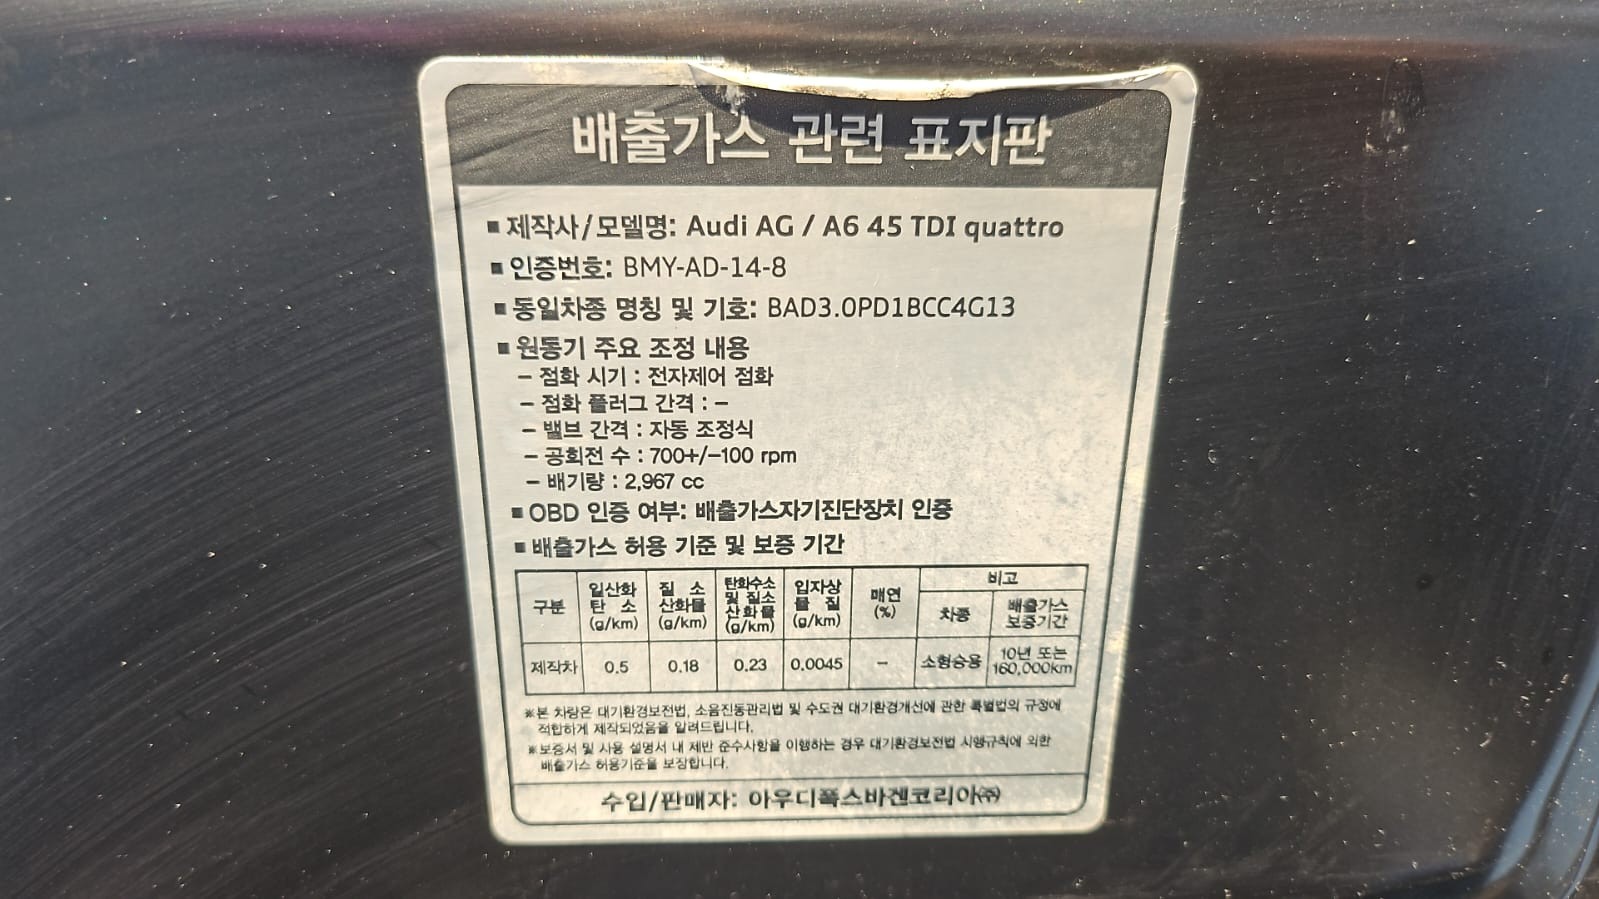 배출가스 관련 표지판
■ 제작사/모델명: Audi AG / A6 45 TDI quattro
■ 인증번호: BMY-AD-14-8
■ 동일차종 명칭 및 기호: BAD3.0PD1BCC4G13
■ 원동기 주요 조정 내용
– 점화 시기 : 전자제어 점화
– 점화 플러그 간격 : –
– 밸브 간격 : 자동 조정식
– 공회전 수 : 700+/-100 rpm
– 배기량 : 2,967 cc
■ OBD 인증 여부: 배출가스자기진단장치 인증
■ 배출가스 허용 기준 및 보증 기간
구분 일산화탄소 (g/km) 질소산화물 (g/km) 탄화수소 및 질소산화물 (g/km) 입자상물질 (g/km) 매연 (%) 비고
차종 배출가스 보증기간
제작차 0.5 0.18 0.23 0.0045 – 소형승용 10년 또는 160,000km
※본 차량은 대기환경보전법, 소음진동관리법 및 수도권 대기환경개선에 관한 특별법의 규정에
적합하게 제작되었음을 알려드립니다.
※보증서 및 사용 설명서 내 제반 준수사항을 이행하는 경우 대기환경보전법 시행규칙에 의한
배출가스 허용기준을 보장합니다.
수입/판매자: 아우디폭스바겐코리아㈜